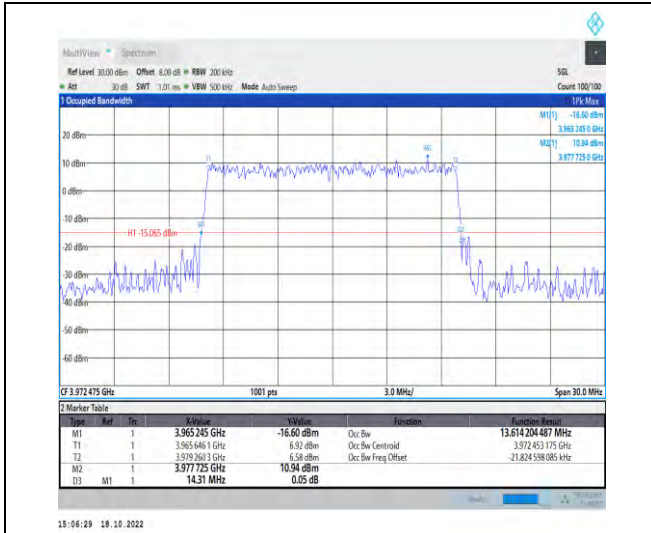 MultiView Spectrum
Ref Level 30.00 dBm Offset 8.09 dB RBW 200 kHz SGL
Att 30 dB SWT 1.01 ms VBW 500 kHz Mode Auto Sweep Count 100/100
1 Occupied Bandwidth 1Pk Max
M1[1] -16.60 dBm
3.965 245 0 GHz
M2[1] 10.94 dBm
3.977 725 0 GHz
20 dBm
M2
T1 T2
10 dBm
0 dBm
-10 dBm
H1 -15.065 dBm
-20 dBm
-30 dBm
-40 dBm
-50 dBm
-60 dBm
CF 3.972 475 GHz 1001 pts 3.0 MHz/ Span 30.0 MHz
2 Marker Table
Type Ref Trc X-Value Y-Value Function Function Result
M1 1 3.965 245 GHz -16.60 dBm Occ Bw 13.614 204 487 MHz
T1 1 3.965 646 1 GHz 6.92 dBm Occ Bw Centroid 3.972 453 175 GHz
T2 1 3.979 260 3 GHz 6.58 dBm Occ Bw Freq Offset -21.824 598 085 kHz
M2 1 3.977 725 GHz 10.94 dBm
D3 M1 1 14.31 MHz 0.05 dB
15:06:29 18.10.2022